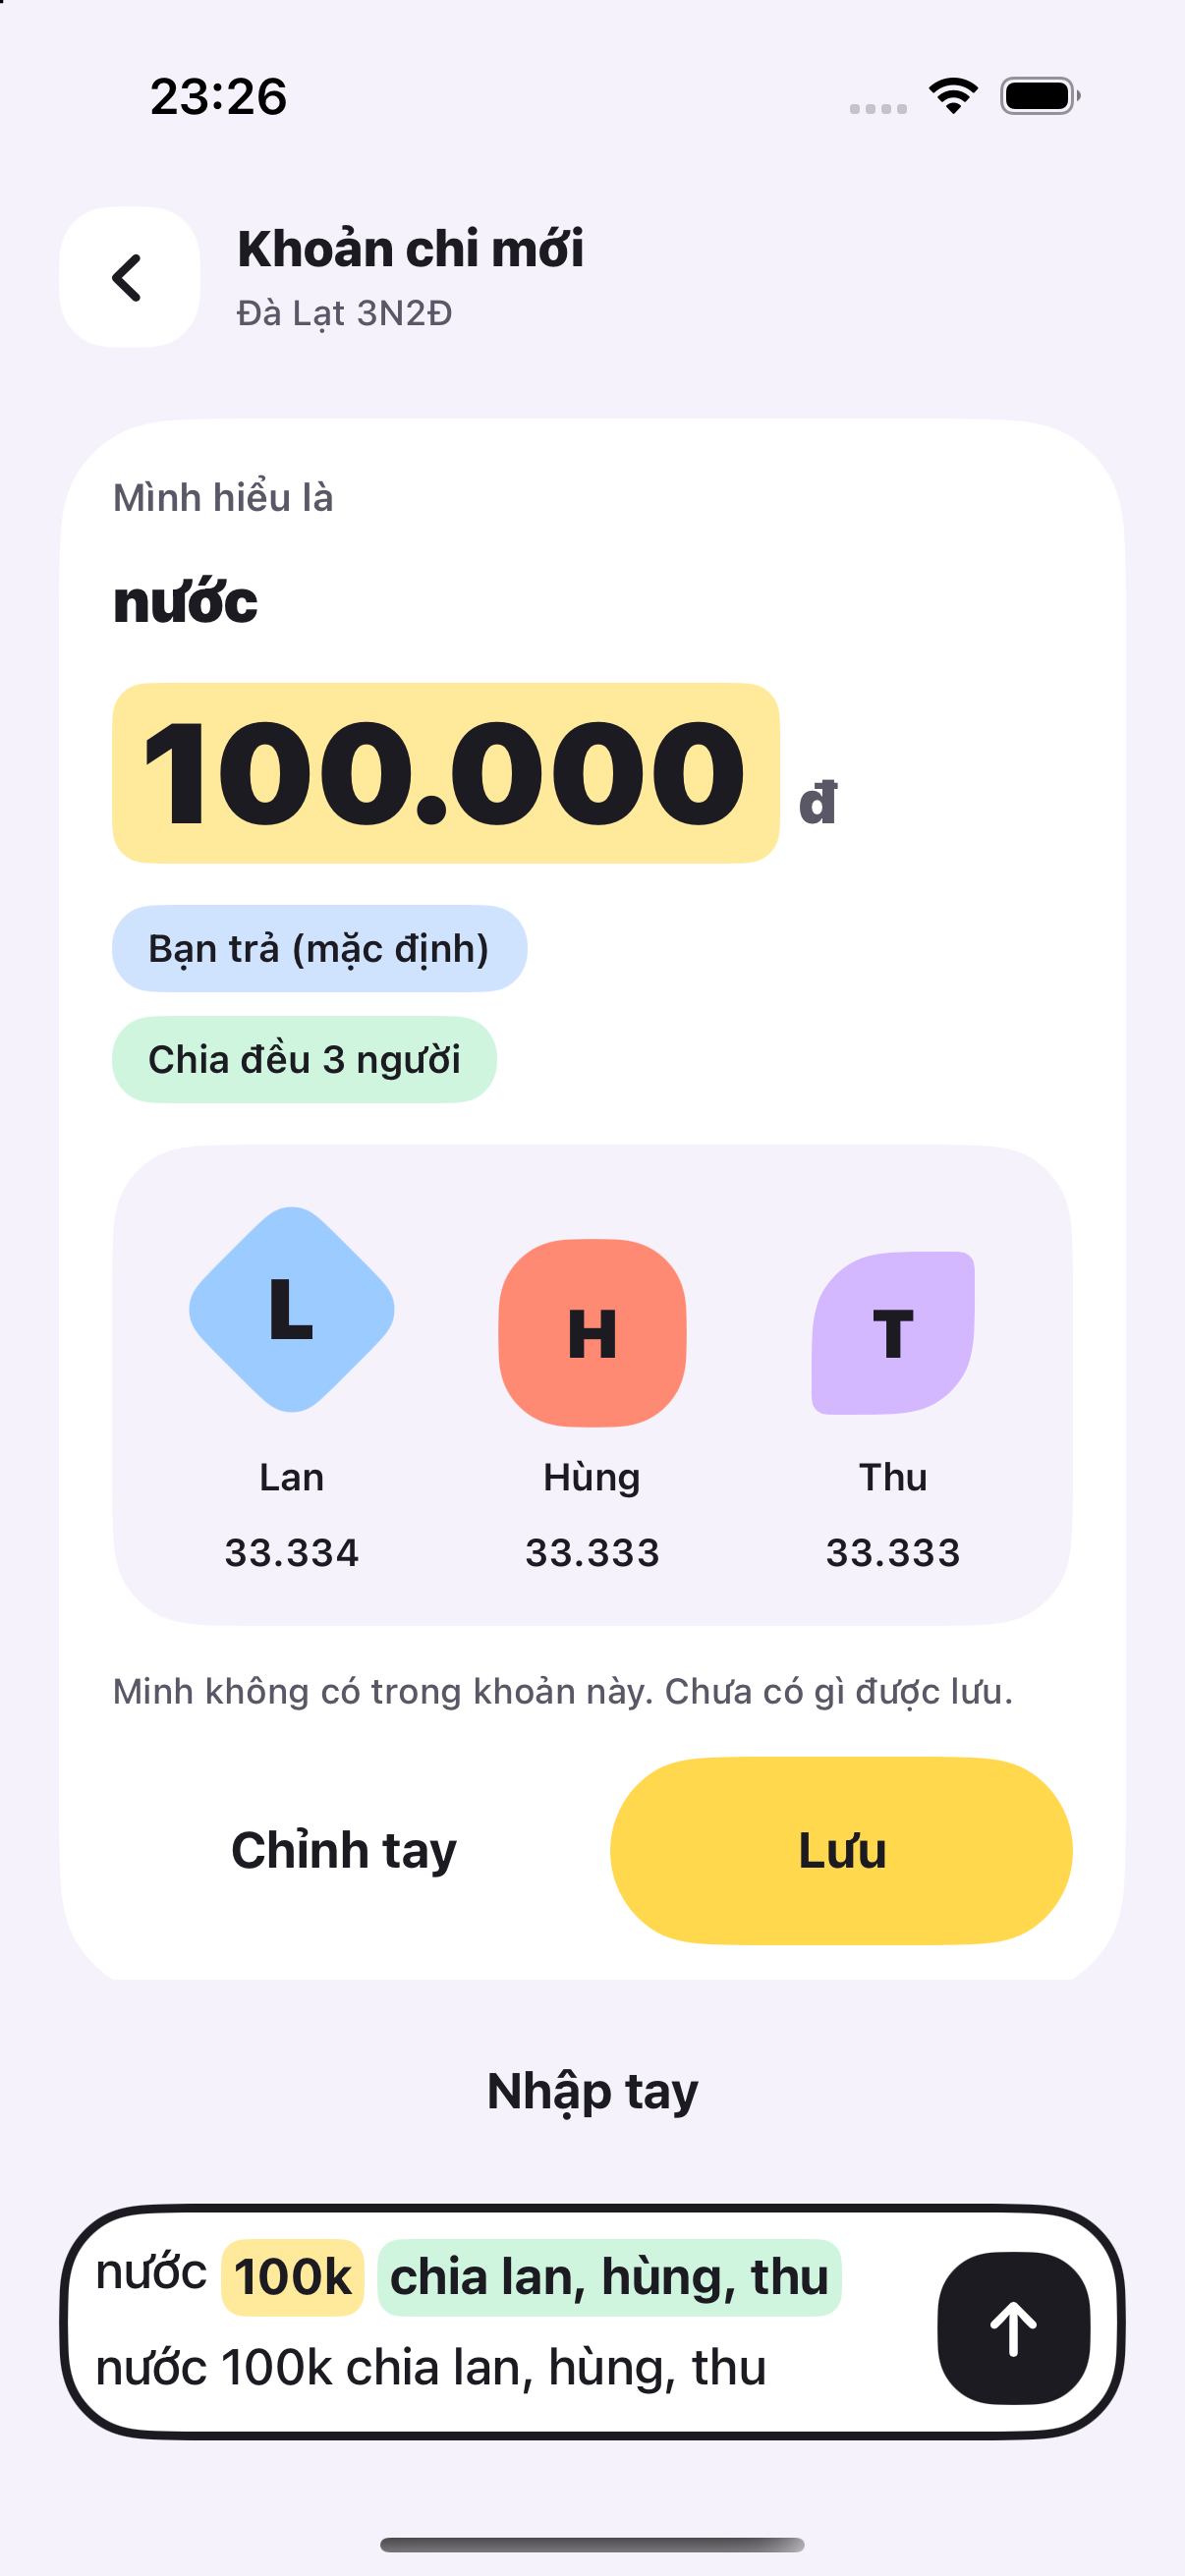 23:26
Khoản chi mới
Đà Lạt 3N2Đ
Mình hiểu là
nước
100.000 đ
Bạn trả (mặc định)
Chia đều 3 người
L H T
Lan Hùng Thu
33.334 33.333 33.333
Minh không có trong khoản này. Chưa có gì được lưu.
Chỉnh tay Lưu
Nhập tay
nước 100k chia lan, hùng, thu
nước 100k chia lan, hùng, thu